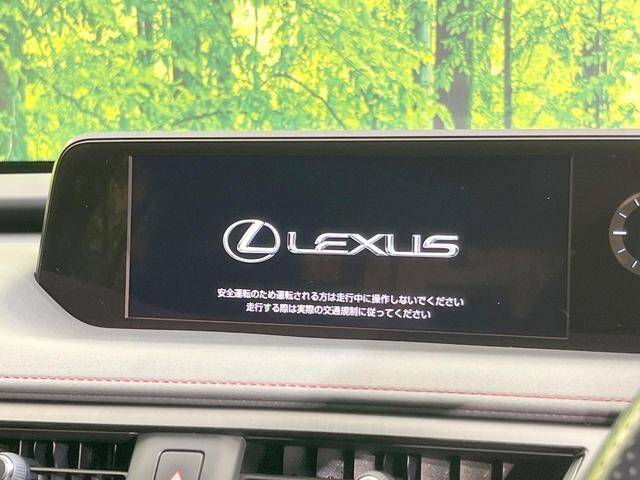 LEXUS
安全運転のため運転される方は走行中に操作しないでください
走行する際は実際の交通規制に従ってください